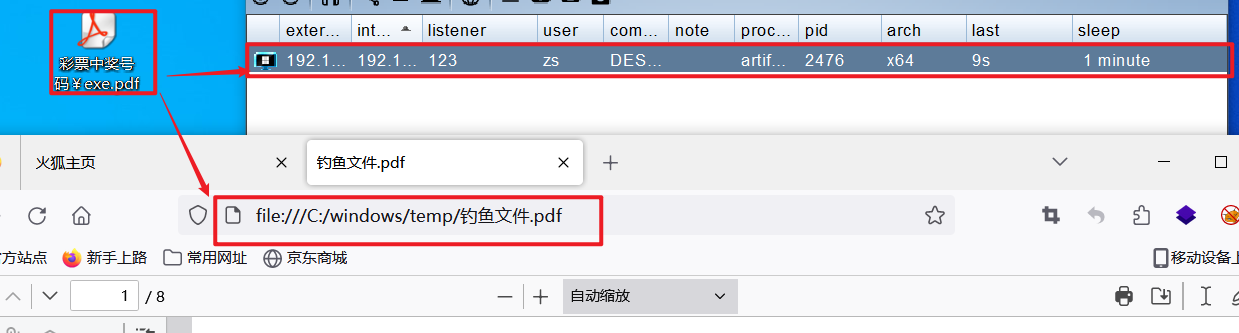 exter... int... listener user com... note proc... pid arch last sleep
192.1... 192.1... 123 zs DES... artif... 2476 x64 9s 1 minute
彩票中奖号
码￥exe.pdf
火狐主页 钓鱼文件.pdf
file:///C:/windows/temp/钓鱼文件.pdf
方站点 新手上路 常用网址 京东商城 移动设备上
1 / 8 自动缩放